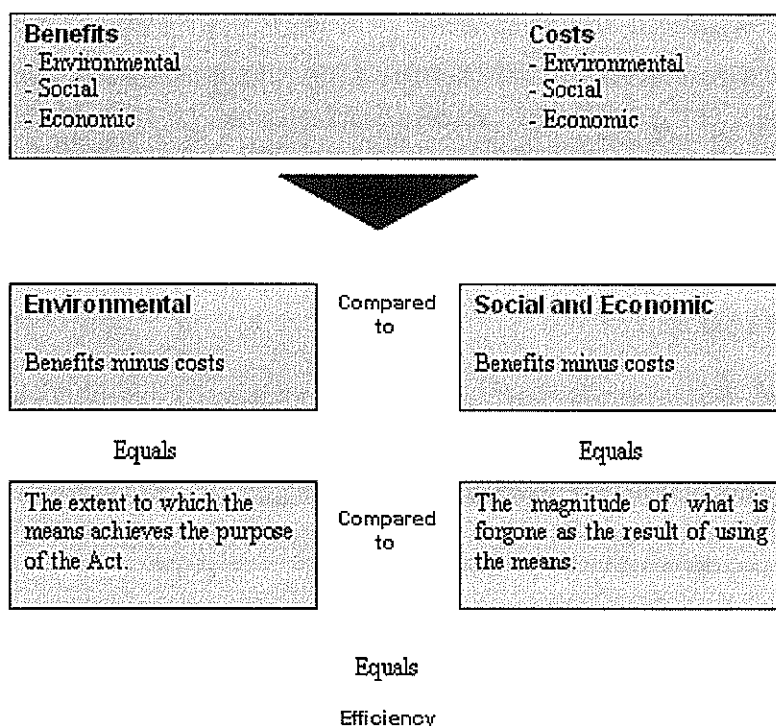 Benefits
- Environmental
- Social
- Economic
Costs
- Environmental
- Social
- Economic
Environmental
Benefits minus costs
Compared
to
Social and Economic
Benefits minus costs
Equals
Equals
The extent to which the
means achieves the purpose
of the Act.
Compared
to
The magnitude of what is
forgone as the result of using
the means.
Equals
Efficiency